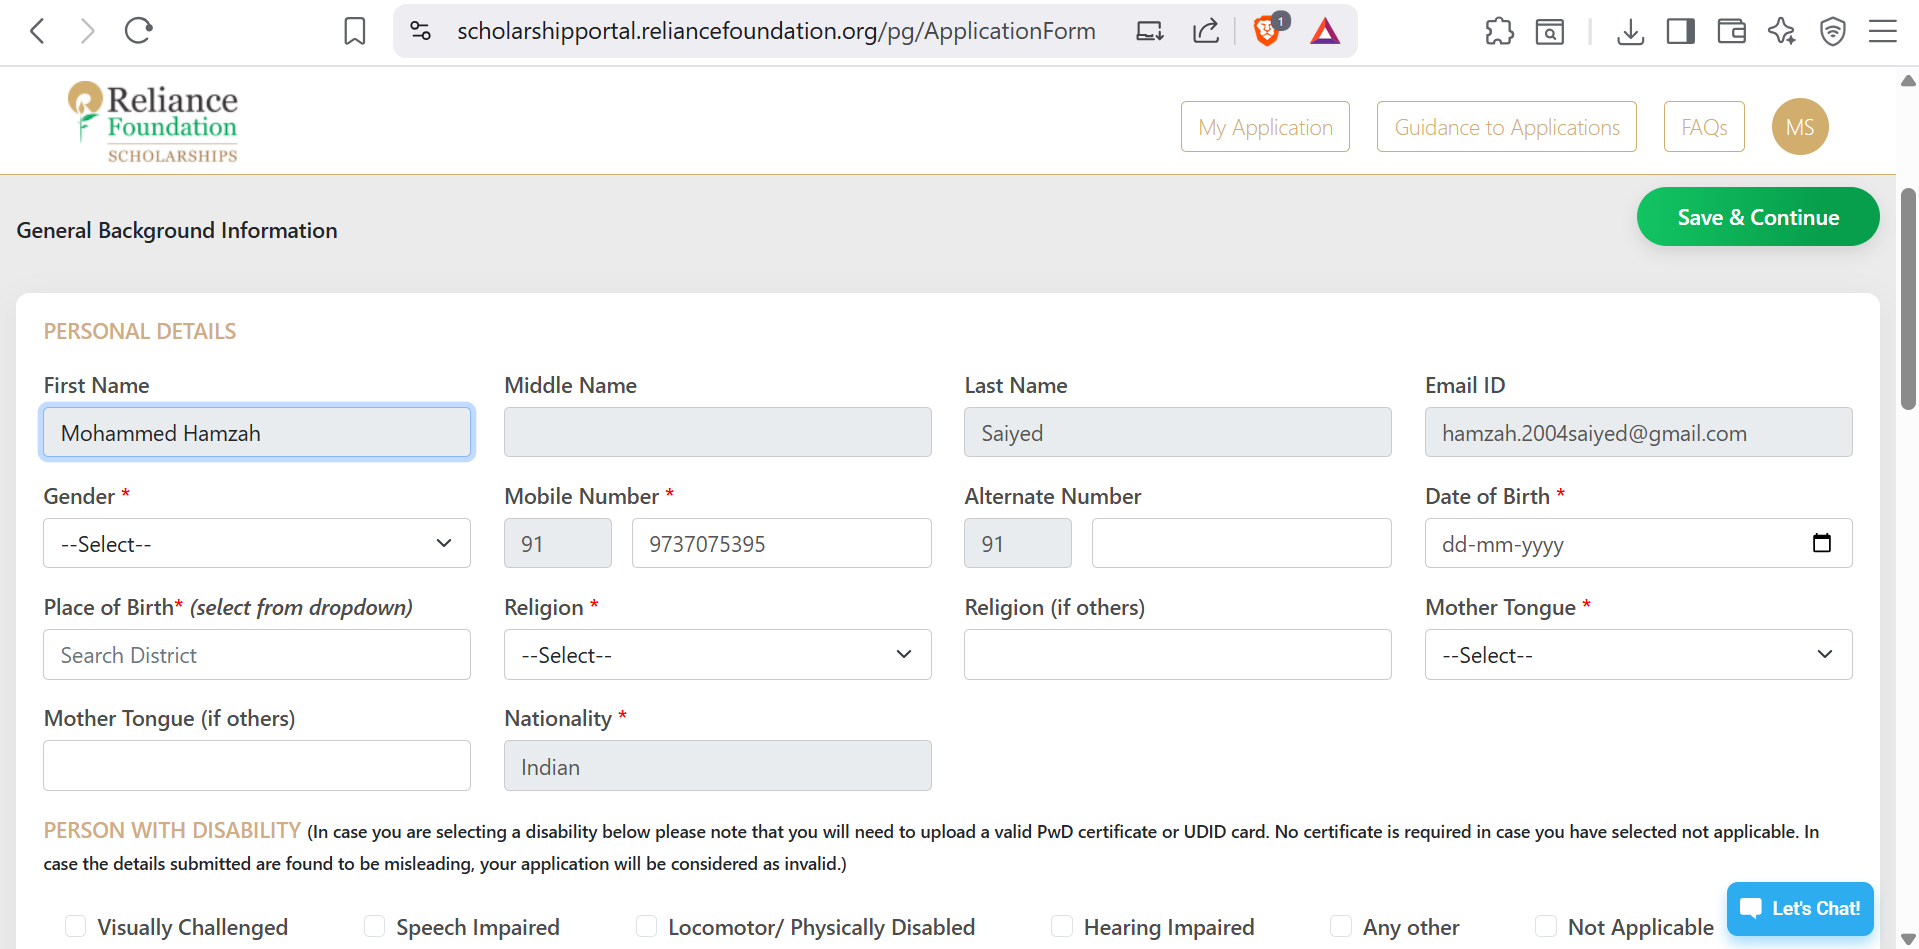 scholarshipportal.reliancefoundation.org/pg/ApplicationForm
1
Reliance
Foundation
SCHOLARSHIPS
My Application
Guidance to Applications
FAQs
MS
General Background Information
Save & Continue
PERSONAL DETAILS
First Name
Middle Name
Last Name
Email ID
Mohammed Hamzah
Saiyed
hamzah.2004saiyed@gmail.com
Gender *
Mobile Number *
Alternate Number
Date of Birth *
--Select--
91
9737075395
91
dd-mm-yyyy
Place of Birth* (select from dropdown)
Religion *
Religion (if others)
Mother Tongue *
Search District
--Select--
--Select--
Mother Tongue (if others)
Nationality *
Indian
PERSON WITH DISABILITY (In case you are selecting a disability below please note that you will need to upload a valid PwD certificate or UDID card. No certificate is required in case you have selected not applicable. In
case the details submitted are found to be misleading, your application will be considered as invalid.)
Visually Challenged
Speech Impaired
Locomotor/ Physically Disabled
Hearing Impaired
Any other
Not Applicable
Let's Chat!